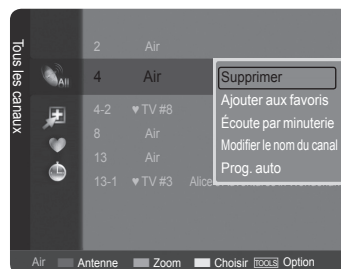 Tous les canaux
All
2 Air
4 Air
4-2 ♥ TV #8
8 Air
13 Air
13-1 ♥ TV #3 Alice
Supprimer
Ajouter aux favoris
Écoute par minuterie
Modifier le nom du canal
Prog. auto
Air Antenne Zoom Choisir TOOLS Option